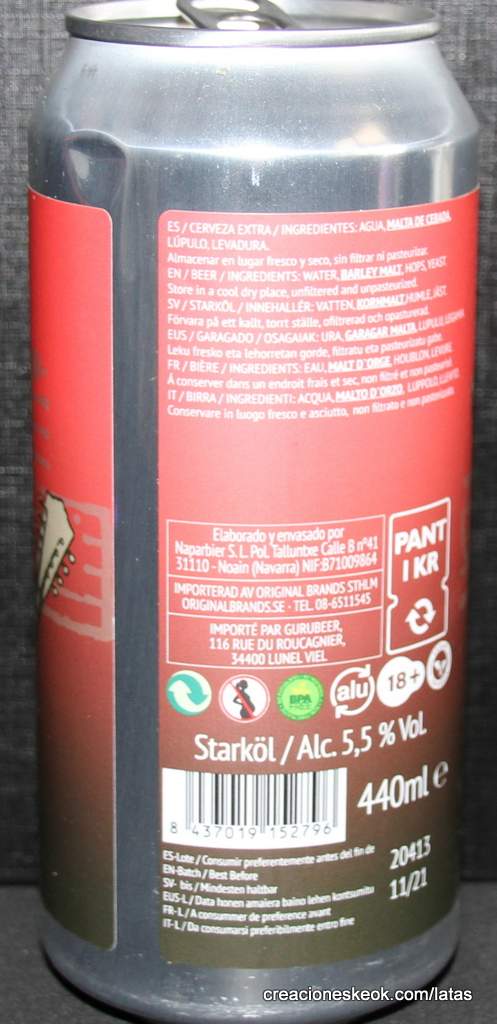 ES / CERVEZA EXTRA / INGREDIENTES: AGUA, MALTA DE CEBADA,
LÚPULO, LEVADURA.
Almacenar en lugar fresco y seco, sin filtrar ni pasteurizar.
EN / BEER / INGREDIENTS: WATER, BARLEY MALT, HOPS, YEAST.
Store in a cool dry place, unfiltered and unpasteurized.
SV / STARKÖL / INNEHALLËR: VATTEN, KORNMALT, HUMLE, JÄST.
Förvara på ett kallt, torrt ställe, ofiltrerad och opasturerad.
EUS / GARAGADO / OSAGAIAK: URA, GARAGAR MALTA, LUPULU,
Leku fresko eta lehorretan gorde, filtratu eta pasteurizatu gabe.
FR / BIÈRE / INGREDIENTS: EAU, MALT D'ORGE, HOUBLON, LEVURE.
À conserver dans un endroit frais et sec, non filtré et non pasteurisé.
IT / BIRRA / INGREDIENTI: ACQUA, MALTO D'ORZO, LUPPOLO, LIEVITO.
Conservare in luogo fresco e asciutto, non filtrato e non pastorizato.
Elaborado y envasado por
Naparbier S. L. Pol. Talluntxe Calle B nº41
31110 - Noain (Navarra) NIF:B71009864
IMPORTERAD AV ORIGINAL BRANDS STHLM
ORIGINALBRANDS.SE - TEL. 08-6511545
IMPORTÉ PAR GURUBEER,
116 RUE DU ROUCAGNIER,
34400 LUNEL VIEL
PANT
1 KR
BPA
FREE
alu
18+
V
Starköl / Alc. 5,5 % Vol.
440ml e
8 437019 152796
ES-Lote / Consumir preferentemente antes del fin de
EN-Batch / Best Before
SV- bis / Mindesten haltbar
EUS-L / Data honen amaiera baino lehen kontsumitu
FR-L / A consommer de preference avant
IT-L / Da consumarsi preferibilmente entro fine
20413
11/21
creacioneskeok.com/latas